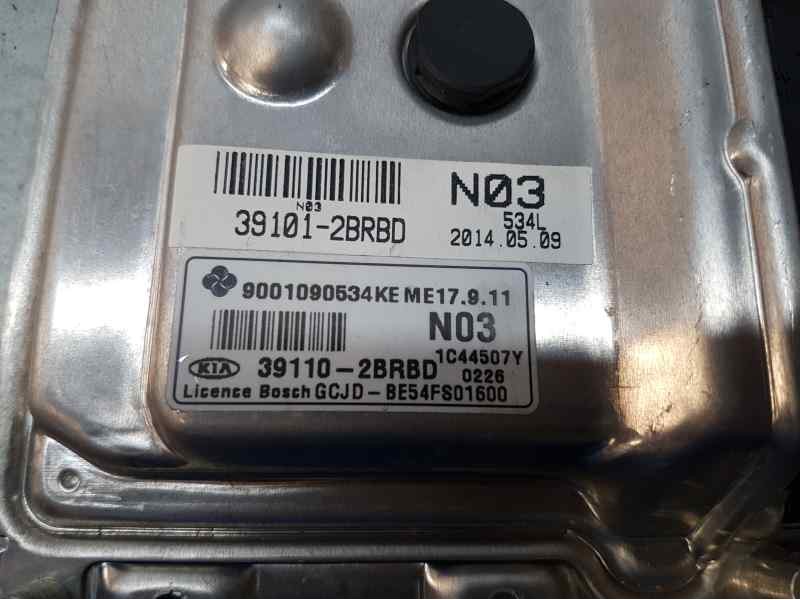 N03
N03
534L
39101-2BRBD
2014.05.09
9001090534KE ME17.9.11
N03
1C44507Y
KIA 39110-2BRBD 0226
Licence Bosch GCJD-BE54FS01600